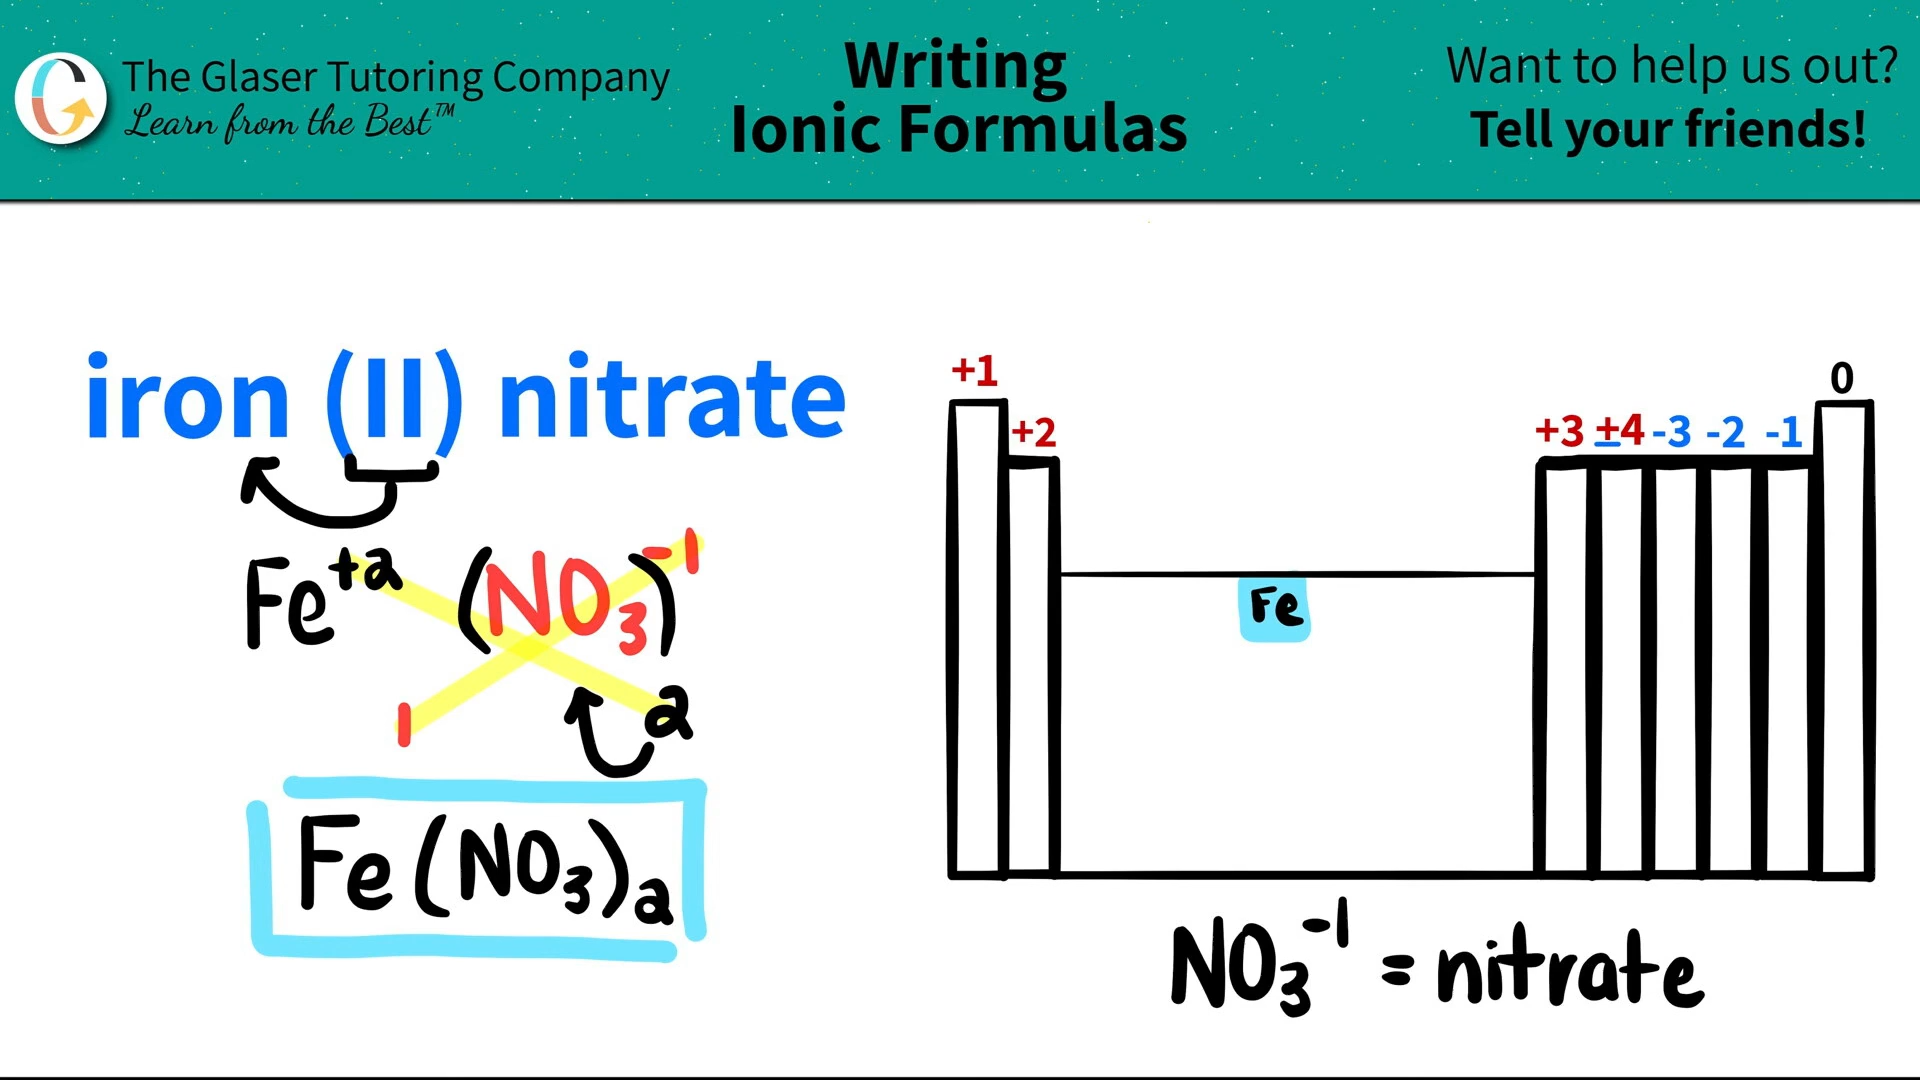 The Glaser Tutoring Company
Learn from the Best™
Writing
Ionic Formulas
Want to help us out?
Tell your friends!
iron (II) nitrate
Fe⁺² (NO₃)⁻¹
1 2
Fe(NO₃)₂
+1 0
+2 +3 ±4 -3 -2 -1
Fe
NO₃⁻¹ = nitrate